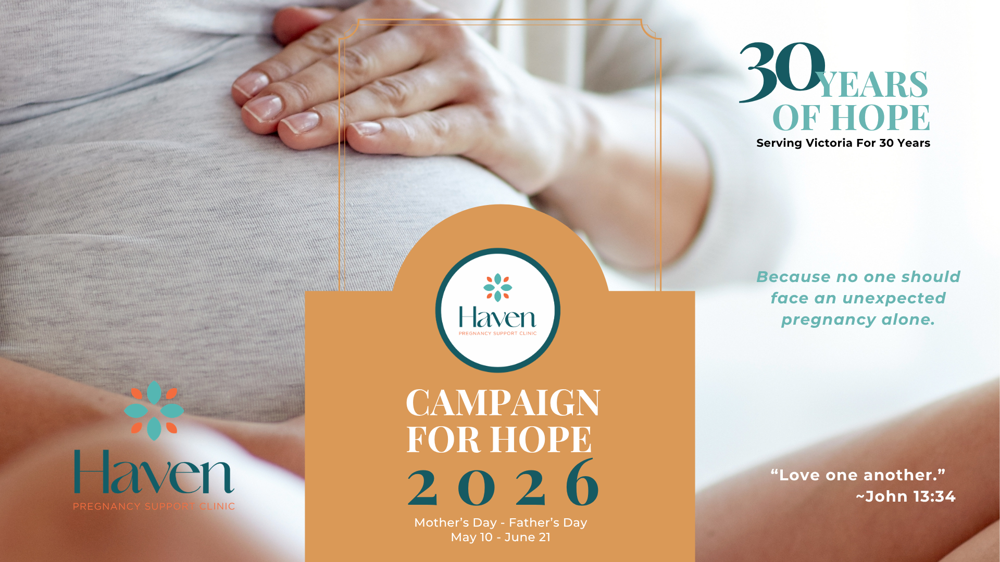 30 YEARS
OF HOPE
Serving Victoria For 30 Years
Because no one should
face an unexpected
pregnancy alone.
Haven
PREGNANCY SUPPORT CLINIC
CAMPAIGN
FOR HOPE
2026
Mother’s Day - Father’s Day
May 10 - June 21
Haven
PREGNANCY SUPPORT CLINIC
“Love one another.”
~John 13:34